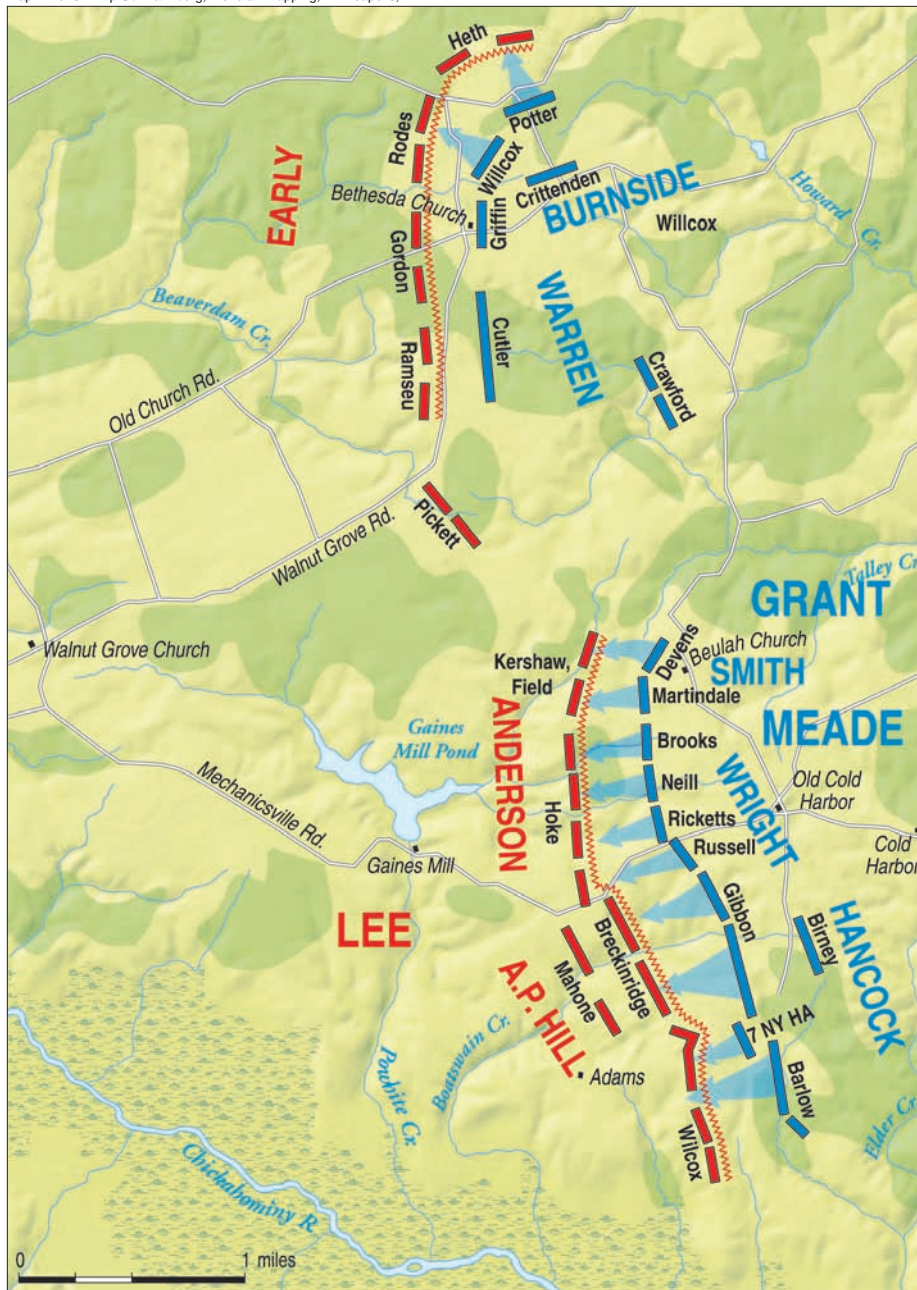 Heth
Potter
Rodes
Willcox
Crittenden
EARLY
BURNSIDE
Bethesda Church
Griffin
Willcox
Howard Cr.
Gordon
WARREN
Beaverdam Cr.
Cutler
Ramseu
Crawford
Old Church Rd.
Pickett
Walnut Grove Rd.
Talley Cr.
GRANT
Walnut Grove Church
Kershaw,
Field
Devens
Beulah Church
SMITH
Martindale
ANDERSON
MEADE
Gaines
Mill Pond
Brooks
Neill
WRIGHT
Old Cold
Harbor
Mechanicsville Rd.
Hoke
Ricketts
Russell
Cold
Harbor
Gaines Mill
Gibbon
LEE
Breckinridge
Birney
HANCOCK
Mahone
A.P. HILL
7 NY HA
Boatswain Cr.
Adams
Barlow
Powhite Cr.
Elder Cr.
Wilcox
Chickahominy R.
0
1 miles